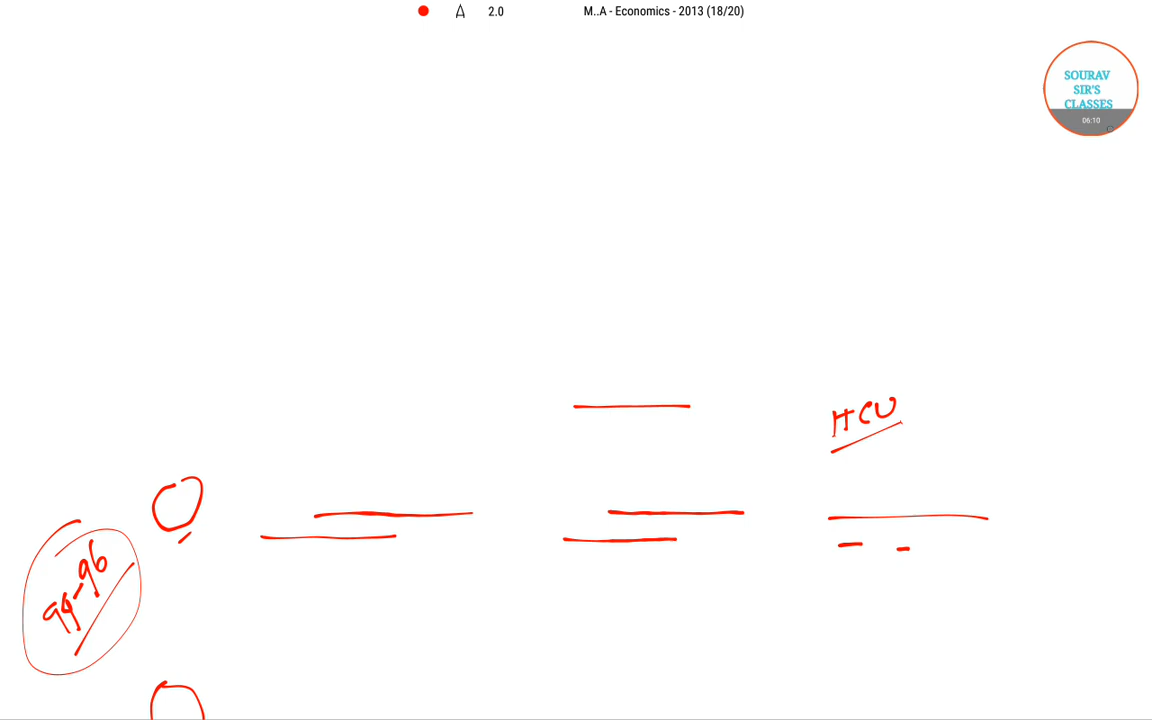 2.0 M..A - Economics - 2013 (18/20)
SOURAV
SIR'S
CLASSES
06:10
HCU